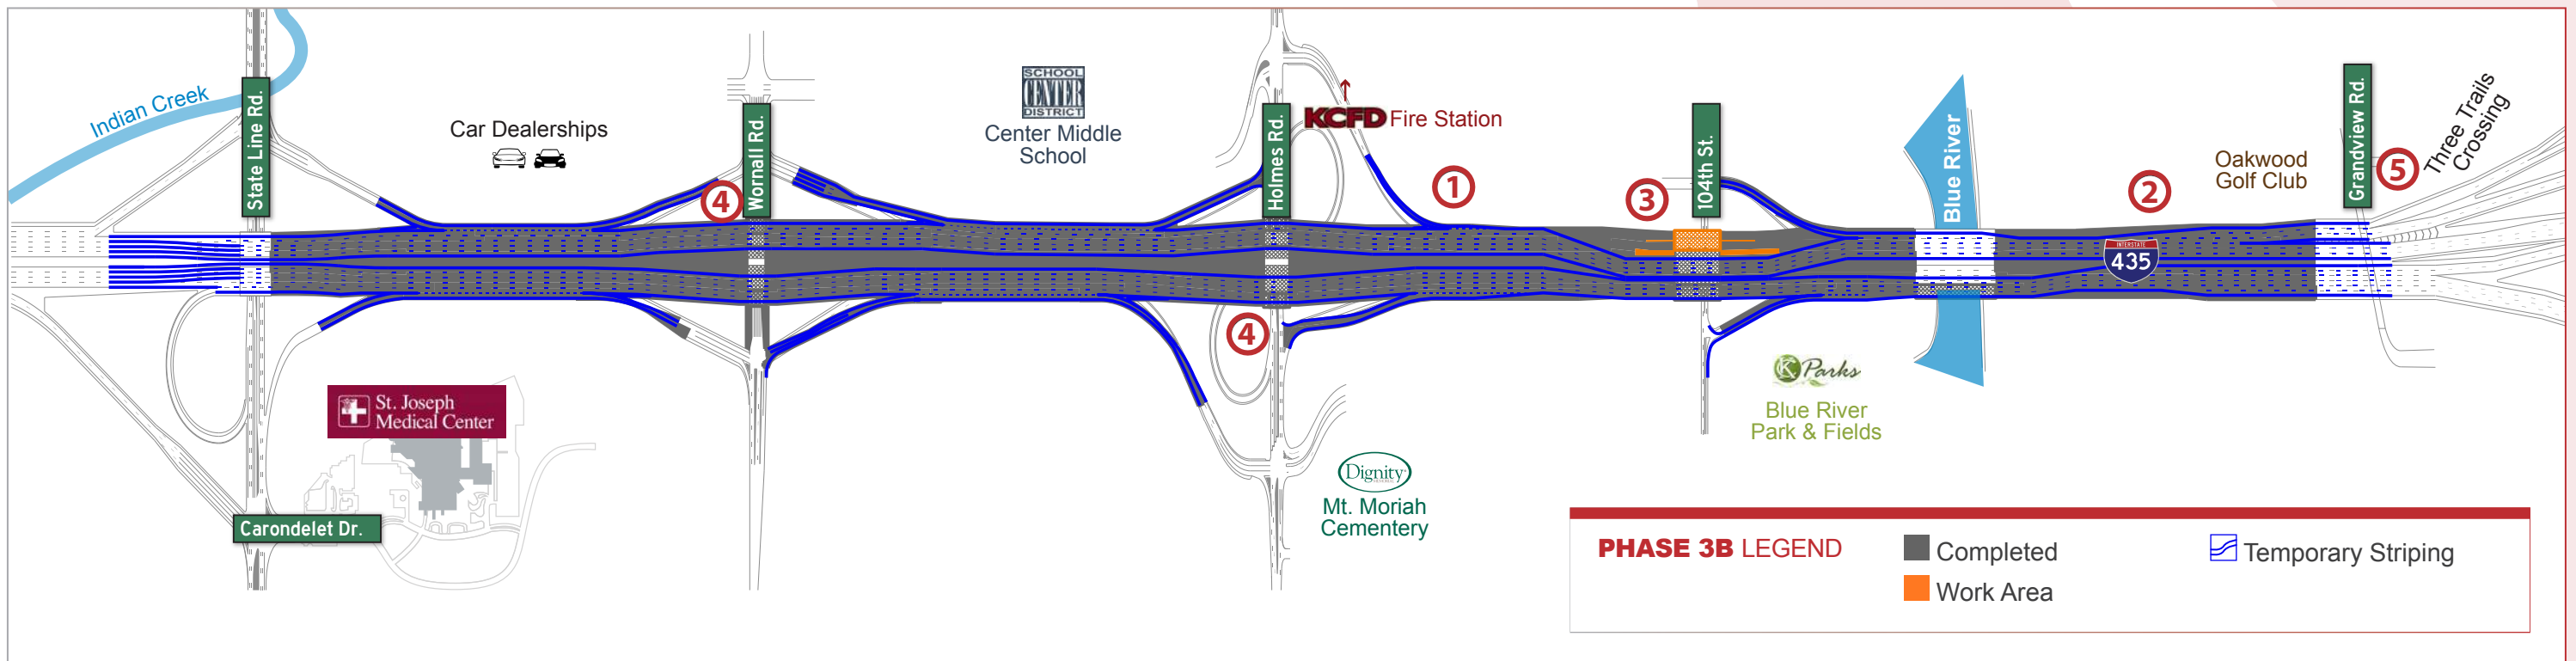 Indian Creek
State Line Rd.
Car Dealerships
4
Wornall Rd.
SCHOOL
CENTER
DISTRICT
Center Middle
School
Holmes Rd.
KCFD Fire Station
1
3
104th St.
Blue River
2
Oakwood
Golf Club
Grandview Rd.
5
Three Trails
Crossing
INTERSTATE
435
4
St. Joseph
Medical Center
Carondelet Dr.
K Parks
Blue River
Park & Fields
Dignity
Mt. Moriah
Cementery
PHASE 3B LEGEND
Completed
Work Area
Temporary Striping